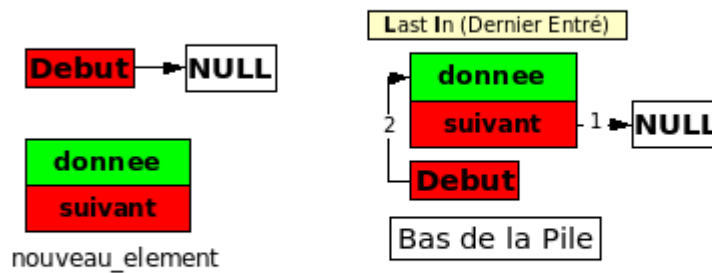 Debut
NULL
donnee
suivant
nouveau_element
Last In (Dernier Entré)
donnee
suivant
1
NULL
2
Debut
Bas de la Pile